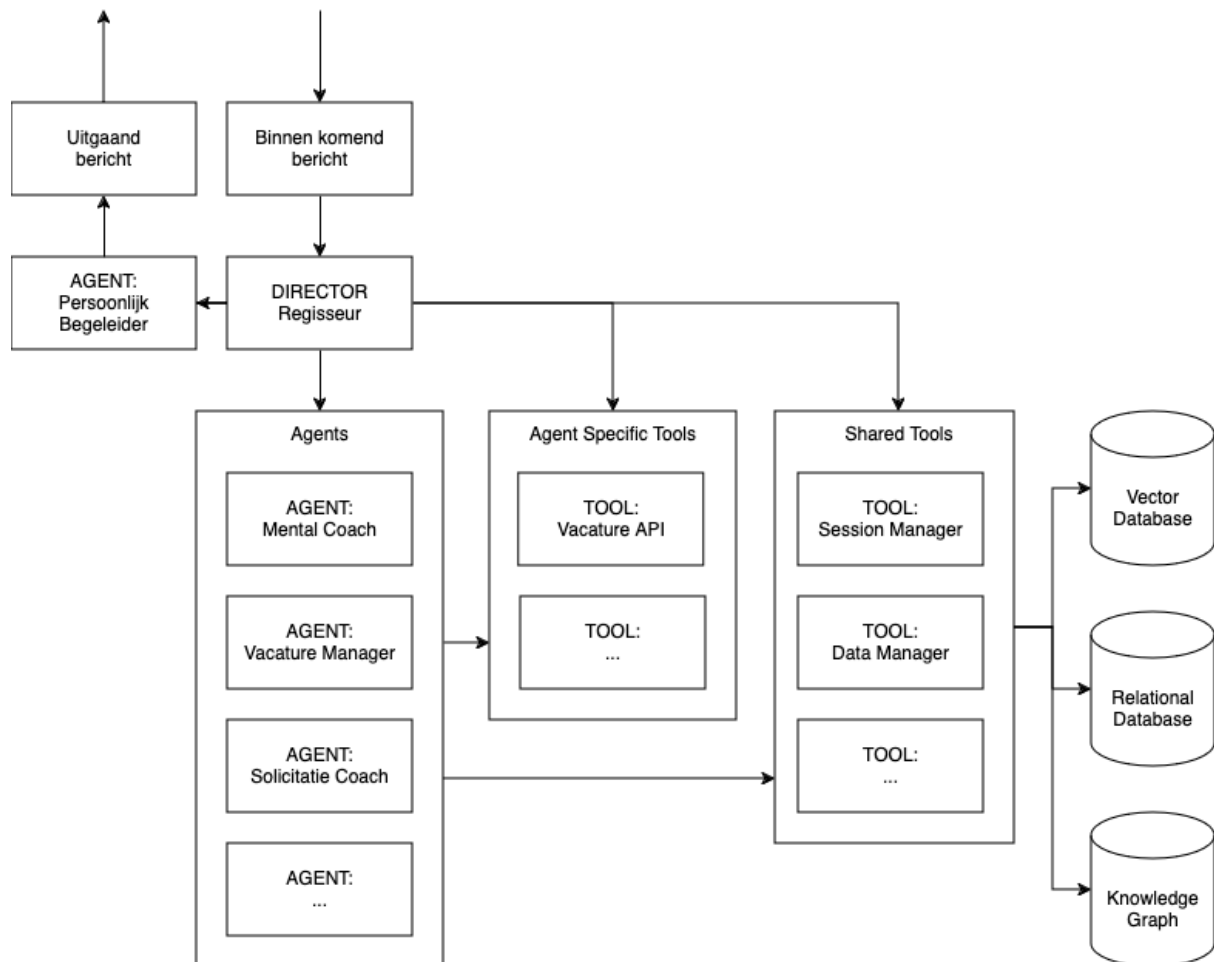 Uitgaand
bericht
Binnen komend
bericht
AGENT:
Persoonlijk
Begeleider
DIRECTOR
Regisseur
Agents
AGENT:
Mental Coach
AGENT:
Vacature Manager
AGENT:
Solicitatie Coach
AGENT:
...
Agent Specific Tools
TOOL:
Vacature API
TOOL:
...
Shared Tools
TOOL:
Session Manager
TOOL:
Data Manager
TOOL:
...
Vector
Database
Relational
Database
Knowledge
Graph